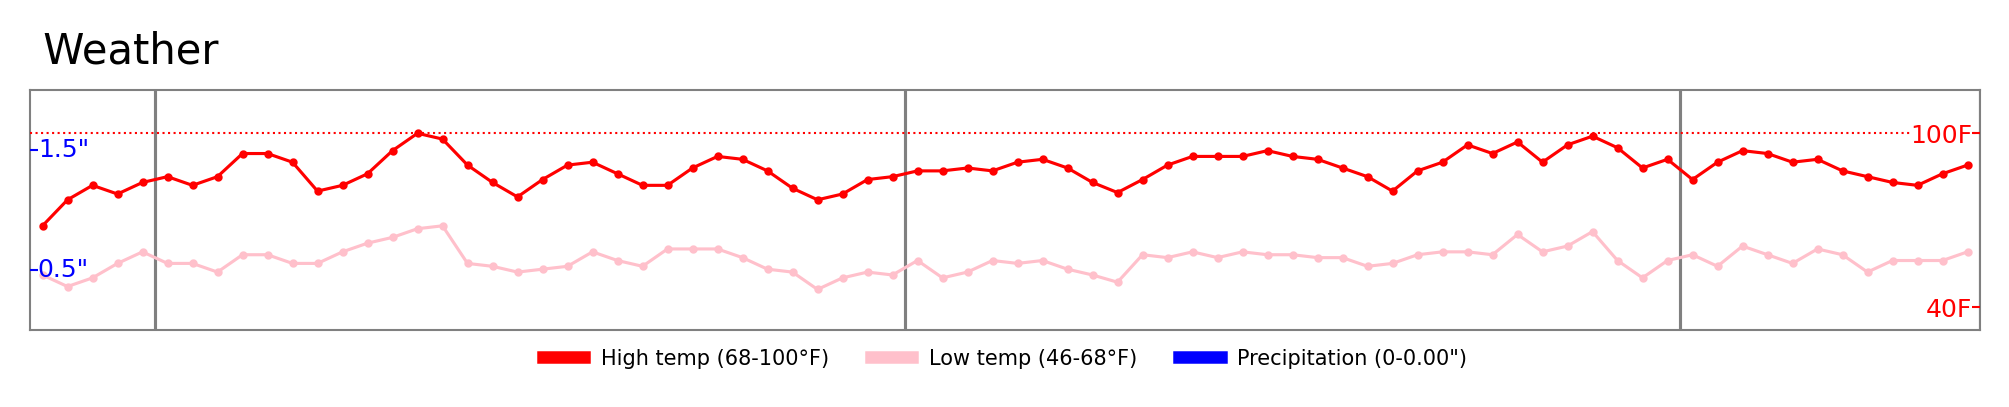 Weather
1.5"
100F
0.5"
40F
High temp (68-100°F) Low temp (46-68°F) Precipitation (0-0.00")